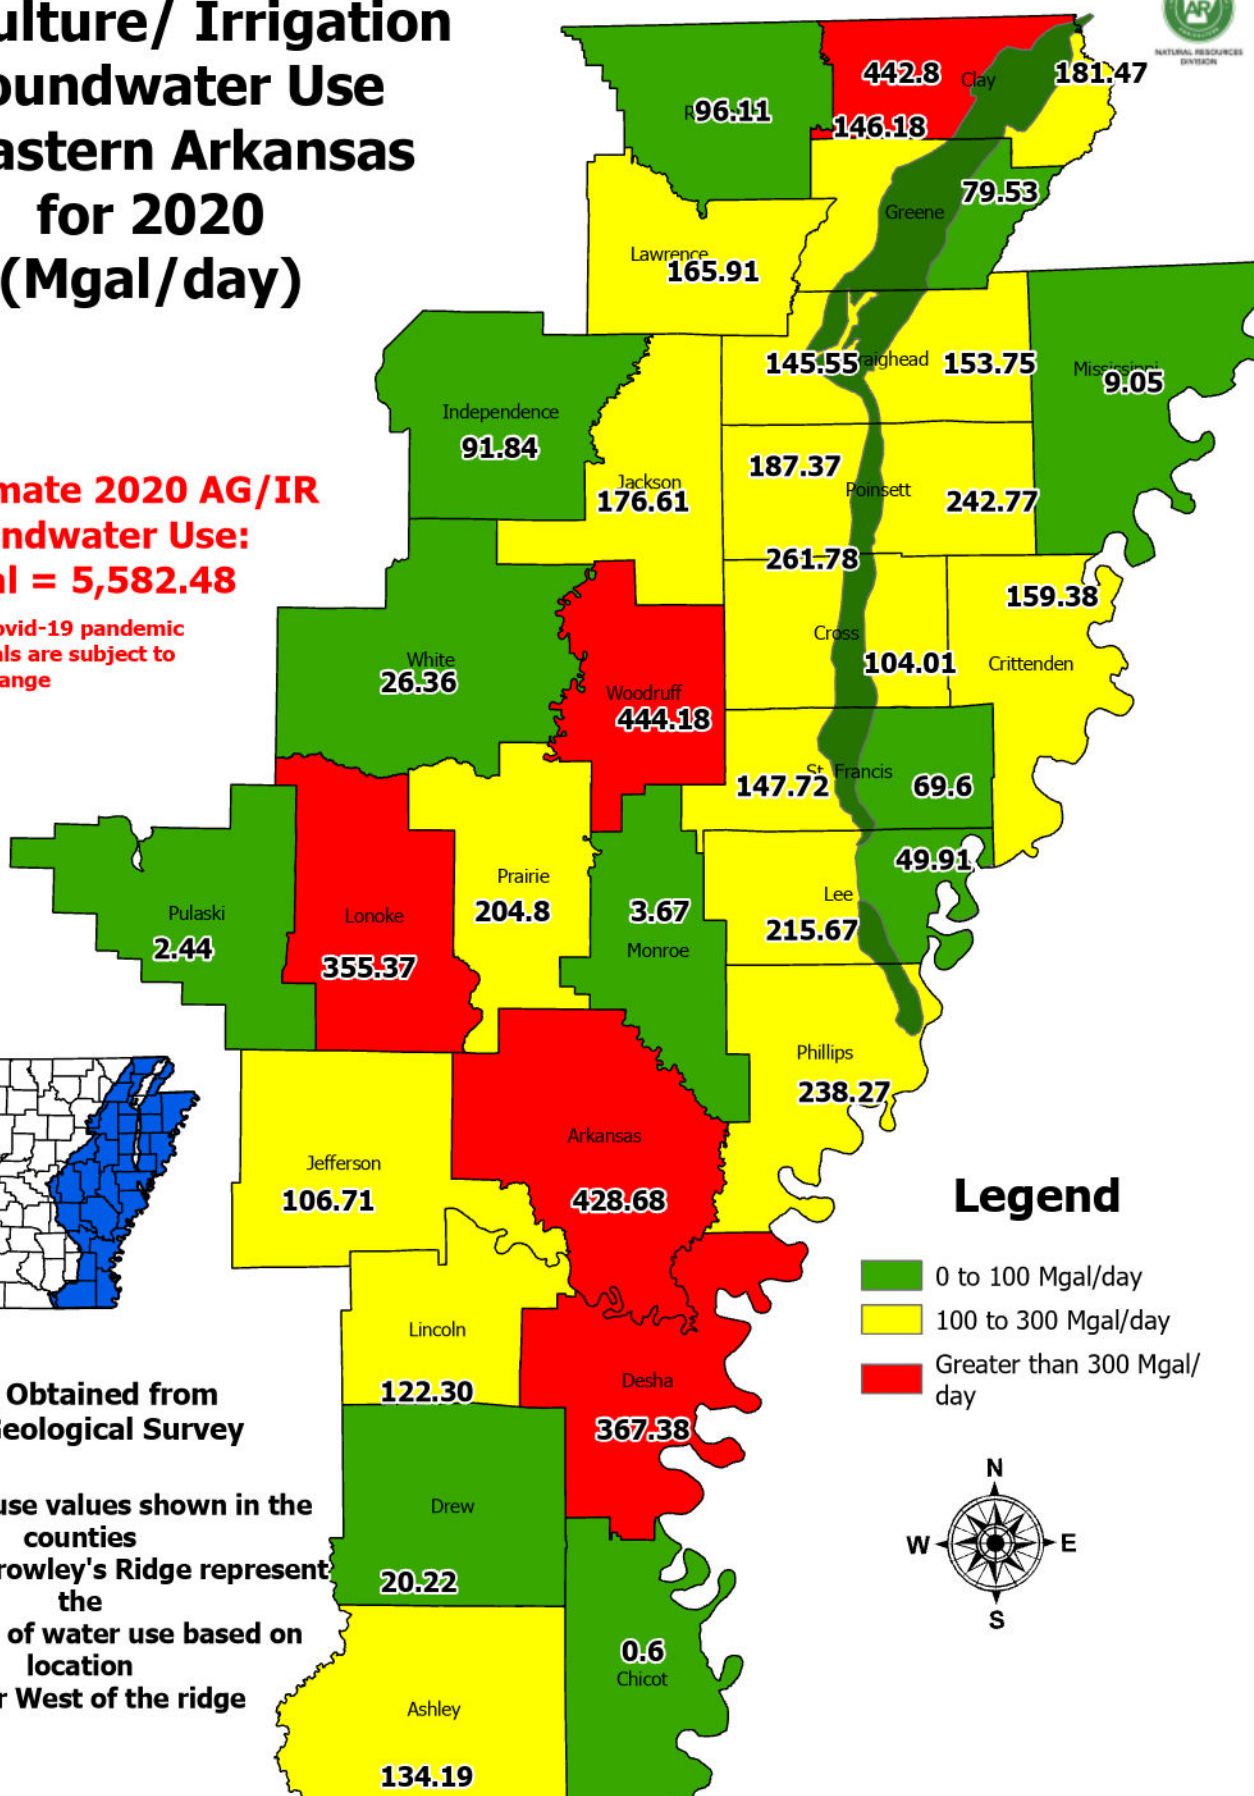 ulture/ Irrigation
oundwater Use
astern Arkansas
for 2020
(Mgal/day)
AR
NATURAL RESOURCES
DIVISION
442.8
Clay
181.47
96.11
146.18
79.53
Greene
Lawrence
165.91
145.55
raighead
153.75
Mississippi
9.05
Independence
91.84
187.37
Jackson
176.61
Poinsett
242.77
mate 2020 AG/IR
ndwater Use:
al = 5,582.48
ovid-19 pandemic
als are subject to
ange
261.78
159.38
Cross
104.01
Crittenden
White
26.36
Woodruff
444.18
St. Francis
147.72
69.6
49.91
Prairie
204.8
Lee
215.67
Pulaski
2.44
Lonoke
355.37
3.67
Monroe
Phillips
238.27
Arkansas
428.68
Jefferson
106.71
Legend
0 to 100 Mgal/day
100 to 300 Mgal/day
Greater than 300 Mgal/
day
Lincoln
122.30
Desha
367.38
Obtained from
Geological Survey
use values shown in the
counties
rowley's Ridge represent
the
of water use based on
location
r West of the ridge
N
W
E
S
Drew
20.22
0.6
Chicot
Ashley
134.19